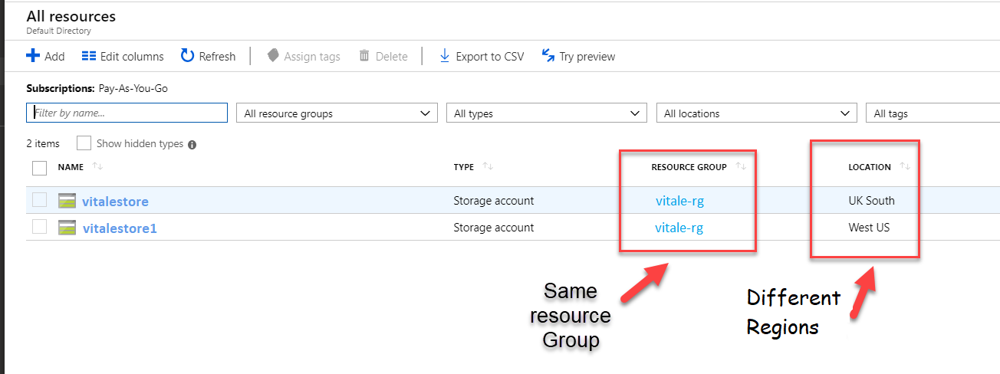 All resources
Default Directory
Add Edit columns Refresh Assign tags Delete Export to CSV Try preview
Subscriptions: Pay-As-You-Go
Filter by name... All resource groups All types All locations All tags
2 items Show hidden types
NAME TYPE RESOURCE GROUP LOCATION
vitalestore Storage account vitale-rg UK South
vitalestore1 Storage account vitale-rg West US
Same
resource
Group
Different
Regions